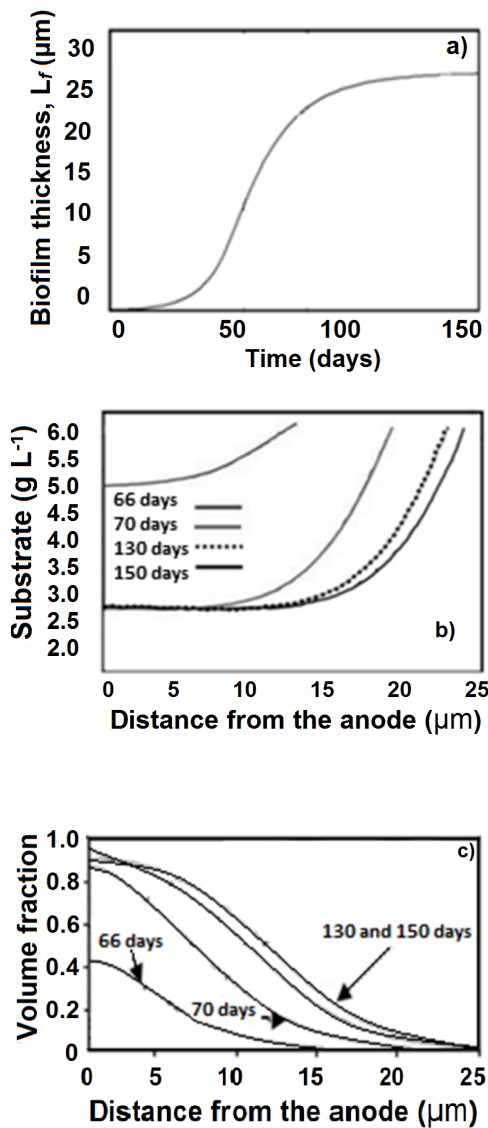 a)
Biofilm thickness, Lf (µm)
30
25
20
15
10
5
0
0 50 100 150
Time (days)
Substrate (g L-1)
6.0
5.5
5.0
4.5
4.0
3.5
3.0
2.5
2.0
66 days
70 days
130 days
150 days
b)
0 5 10 15 20 25
Distance from the anode (µm)
c)
Volume fraction
1.0
0.8
0.4
0.2
0
66 days
70 days
130 and 150 days
0 5 10 15 20 25
Distance from the anode (µm)